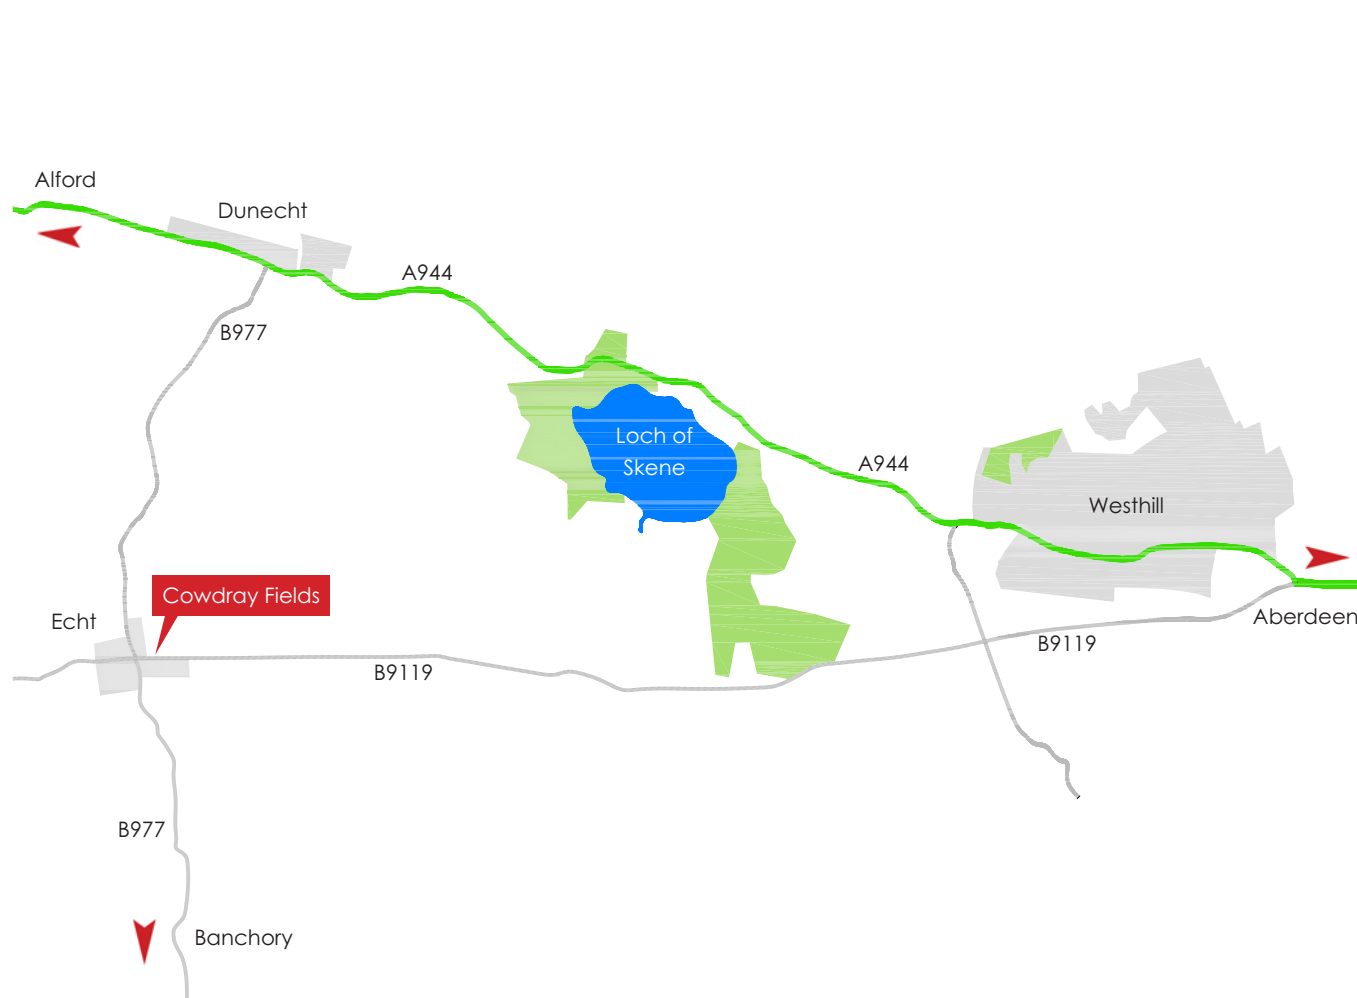 Alford
Dunecht
A944
B977
Loch of
Skene
A944
Westhill
Cowdray Fields
Echt
Aberdeen
B9119
B9119
B977
Banchory